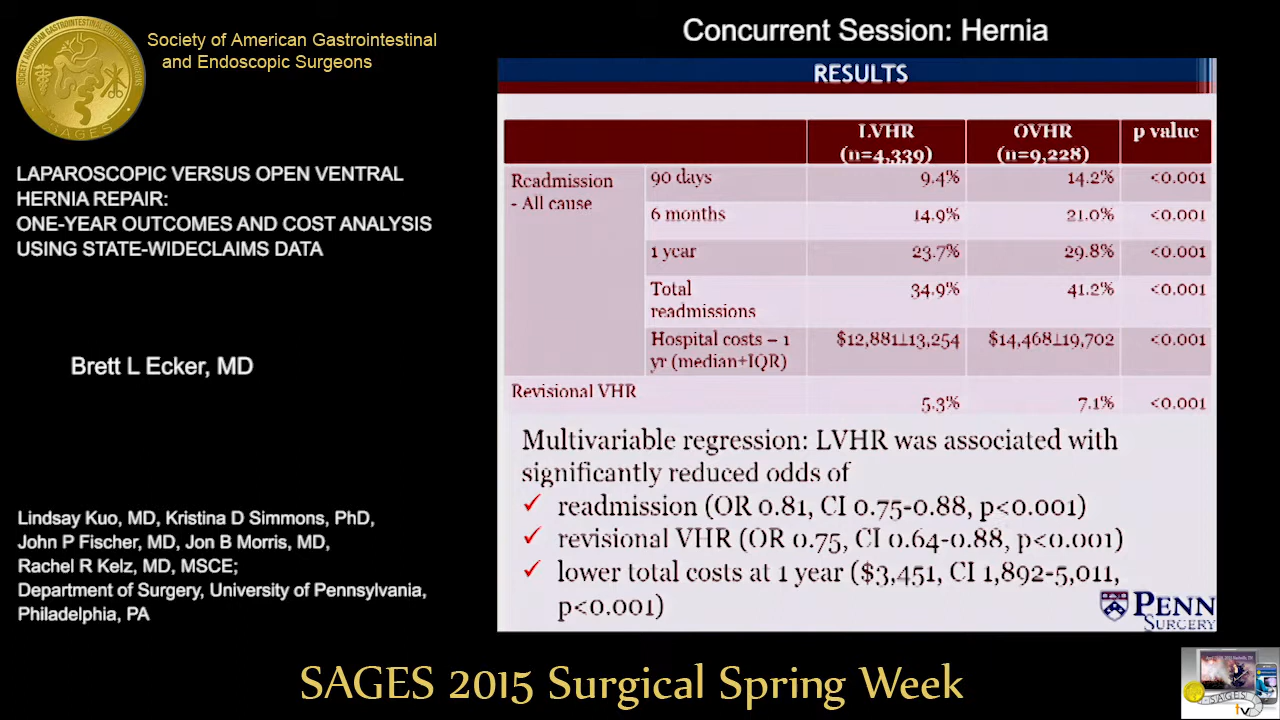 Society of American Gastrointestinal
and Endoscopic Surgeons
Concurrent Session: Hernia
LAPAROSCOPIC VERSUS OPEN VENTRAL
HERNIA REPAIR:
ONE-YEAR OUTCOMES AND COST ANALYSIS
USING STATE-WIDECLAIMS DATA
Brett L Ecker, MD
Lindsay Kuo, MD, Kristina D Simmons, PhD,
John P Fischer, MD, Jon B Morris, MD,
Rachel R Kelz, MD, MSCE;
Department of Surgery, University of Pennsylvania,
Philadelphia, PA
RESULTS
LVHR OVHR p value
(n=4,339) (n=9,228)
Readmission 90 days 9.4% 14.2% <0.001
- All cause
6 months 14.9% 21.0% <0.001
1 year 23.7% 29.8% <0.001
Total 34.9% 41.2% <0.001
readmissions
Hospital costs – 1 $12,881±13,254 $14,468±19,702 <0.001
yr (median+IQR)
Revisional VHR 5.3% 7.1% <0.001
Multivariable regression: LVHR was associated with
significantly reduced odds of
✓ readmission (OR 0.81, CI 0.75-0.88, p<0.001)
✓ revisional VHR (OR 0.75, CI 0.64-0.88, p<0.001)
✓ lower total costs at 1 year ($3,451, CI 1,892-5,011,
p<0.001)
PENN
SURGERY
SAGES
SAGES 2015 Surgical Spring Week
SAGES
tv